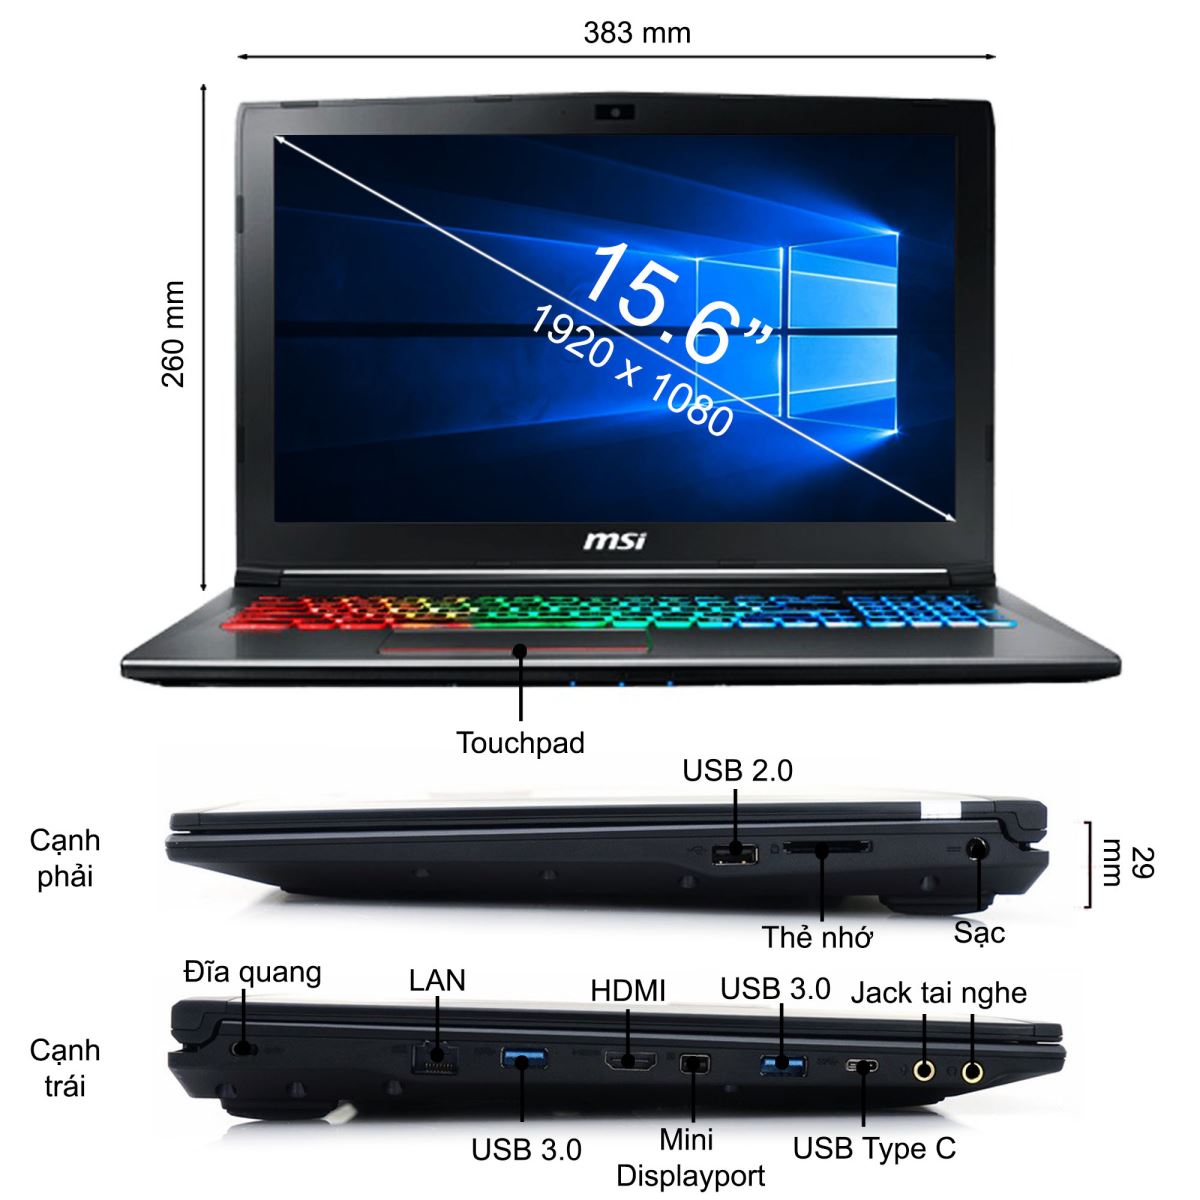 383 mm
260 mm
15.6”
1920 x 1080
msi
Touchpad
USB 2.0
Cạnh
phải
29
mm
Thẻ nhớ
Sạc
Đĩa quang
LAN
HDMI
USB 3.0
Jack tai nghe
Cạnh
trái
USB 3.0
Mini
Displayport
USB Type C